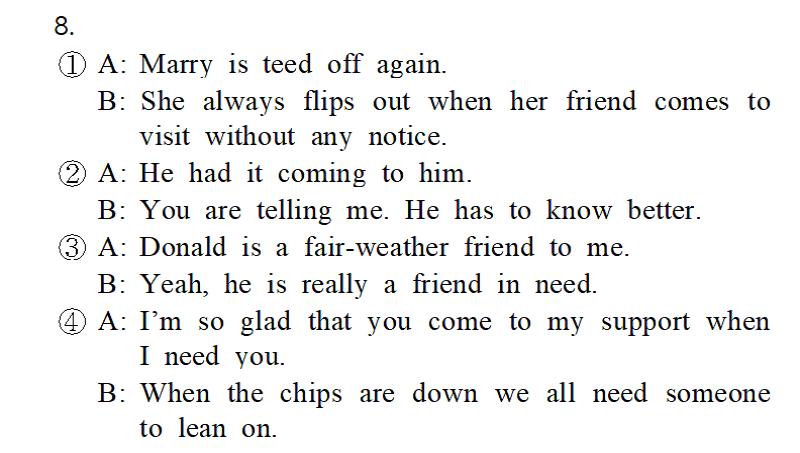 8.
① A: Marry is teed off again.
B: She always flips out when her friend comes to
visit without any notice.
② A: He had it coming to him.
B: You are telling me. He has to know better.
③ A: Donald is a fair-weather friend to me.
B: Yeah, he is really a friend in need.
④ A: I'm so glad that you come to my support when
I need you.
B: When the chips are down we all need someone
to lean on.